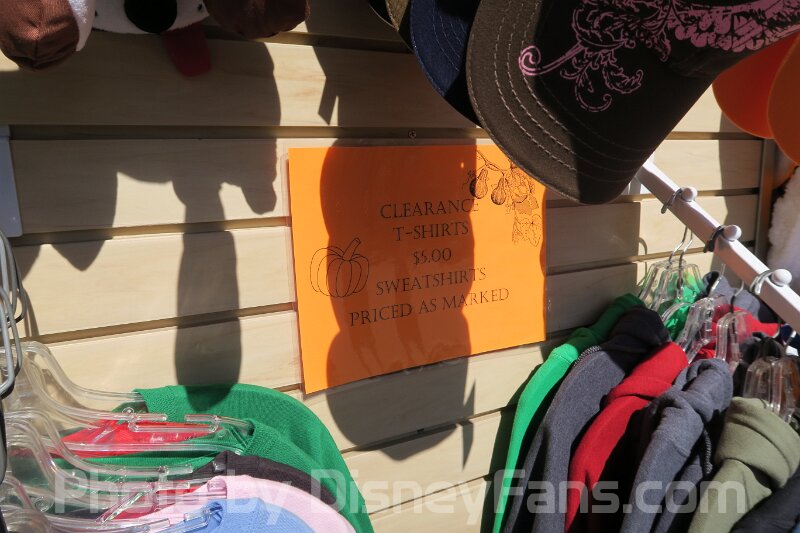 CLEARANCE
T-SHIRTS
$5.00
SWEATSHIRTS
PRICED AS MARKED
Photo by DisneyFans.com